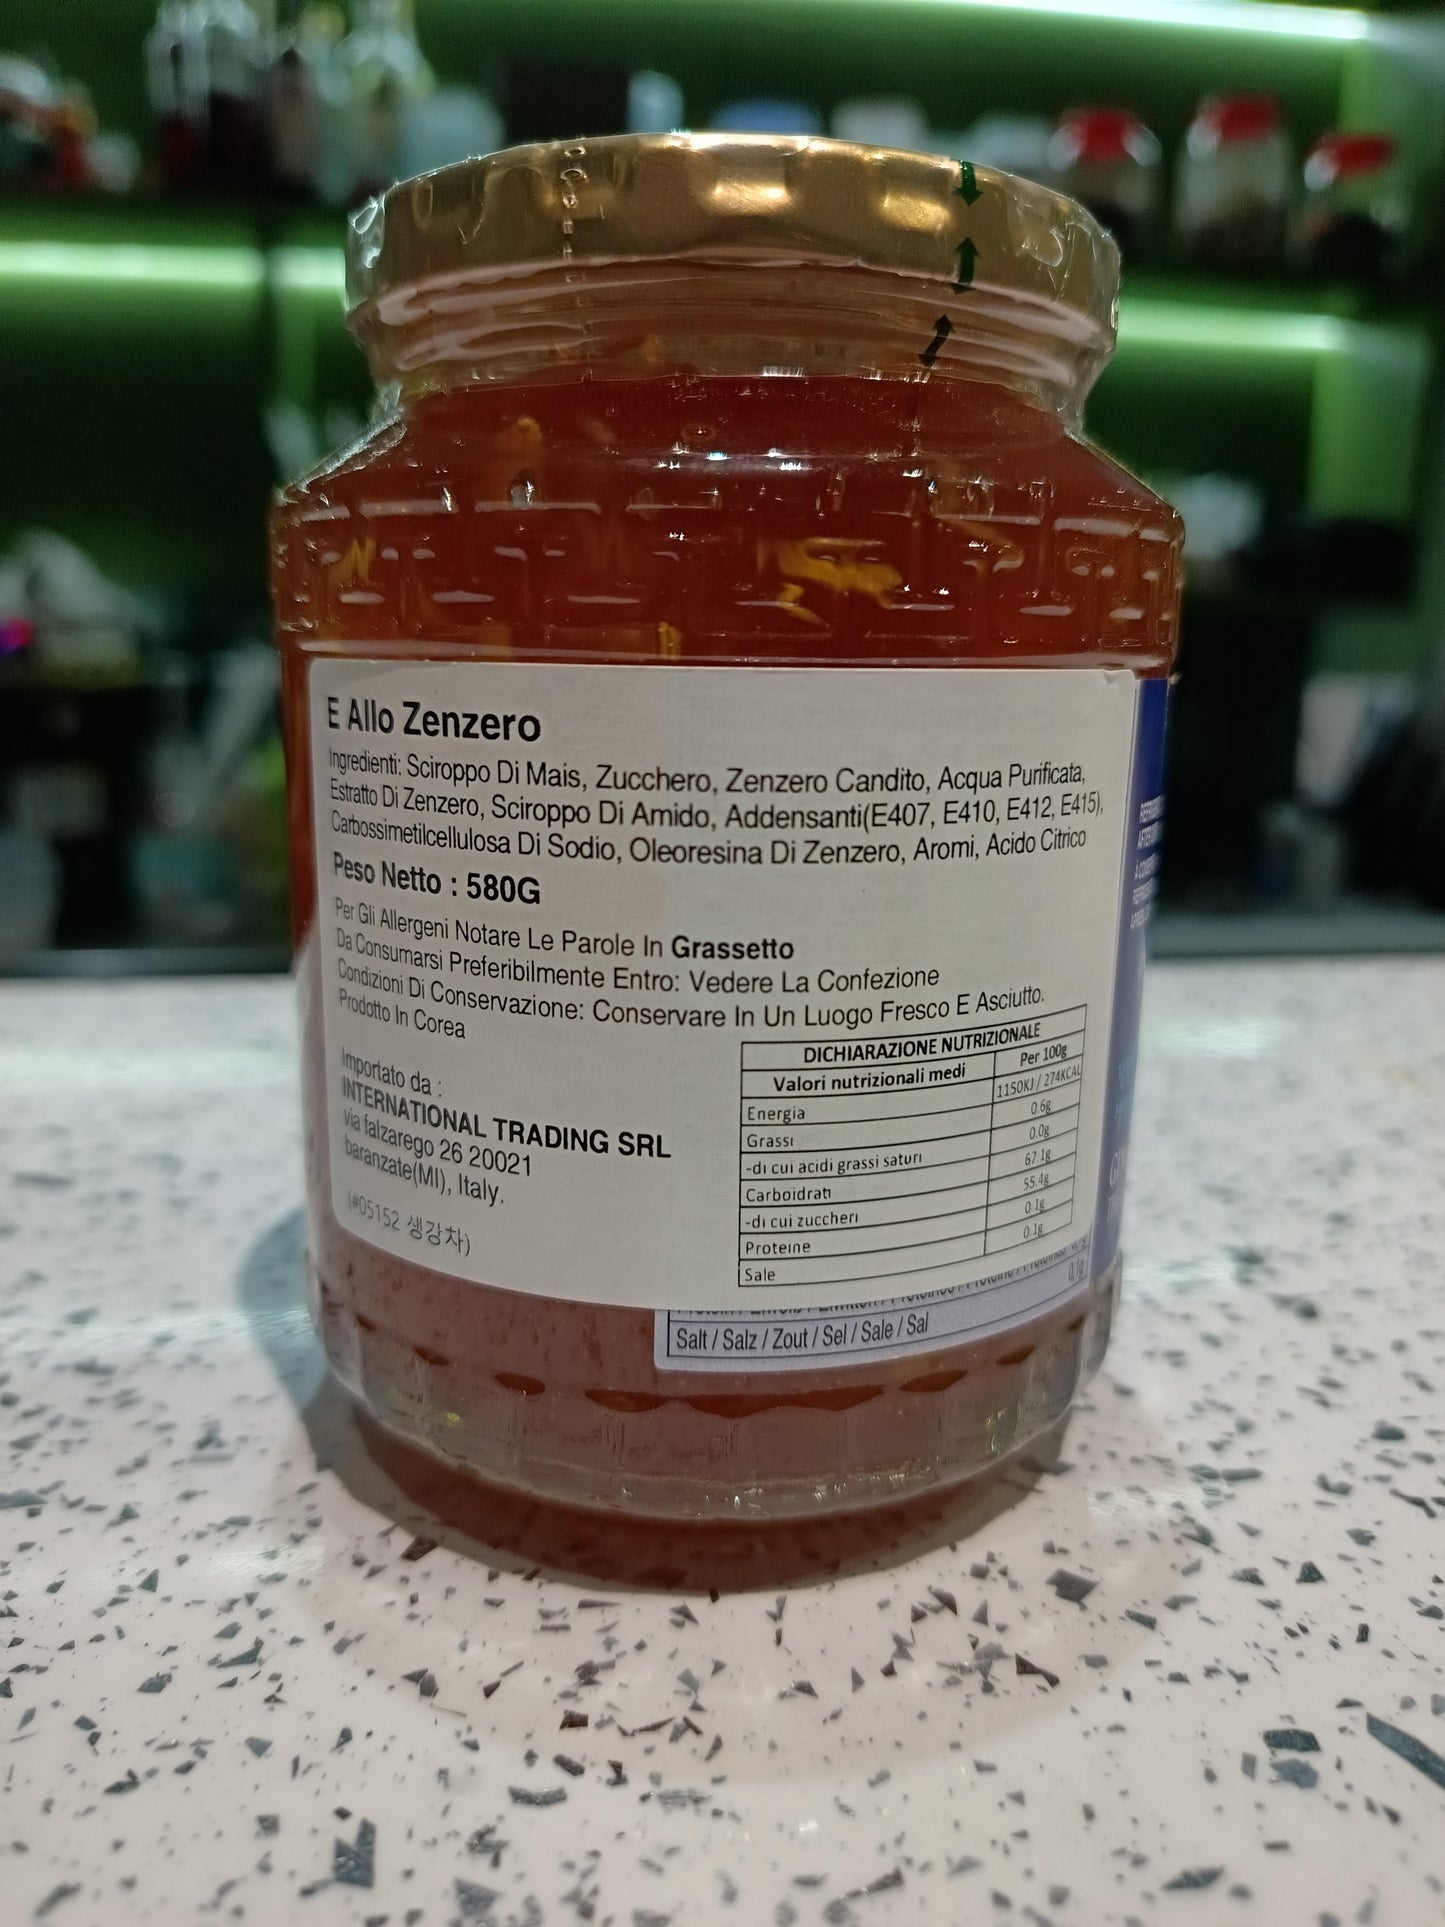 E Allo Zenzero
Ingredienti: Sciroppo Di Mais, Zucchero, Zenzero Candito, Acqua Purificata,
Estratto Di Zenzero, Sciroppo Di Amido, Addensanti(E407, E410, E412, E415),
Carbossimetilcellulosa Di Sodio, Oleoresina Di Zenzero, Aromi, Acido Citrico
Peso Netto : 580G
Per Gli Allergeni Notare Le Parole In Grassetto
Da Consumarsi Preferibilmente Entro: Vedere La Confezione
Condizioni Di Conservazione: Conservare In Un Luogo Fresco E Asciutto.
Prodotto In Corea
Importato da :
INTERNATIONAL TRADING SRL
via falzarego 26 20021
baranzate(MI), Italy.
(#05152 생강차)
DICHIARAZIONE NUTRIZIONALE
Valori nutrizionali medi Per 100g
Energia 1150KJ / 274KCAL
Grassi 0.6g
-di cui acidi grassi saturi 0.0g
Carboidrati 67.1g
-di cui zuccheri 55.4g
Proteine 0.1g
Sale 0.1g
Salt / Salz / Zout / Sel / Sale / Sal 0,1g